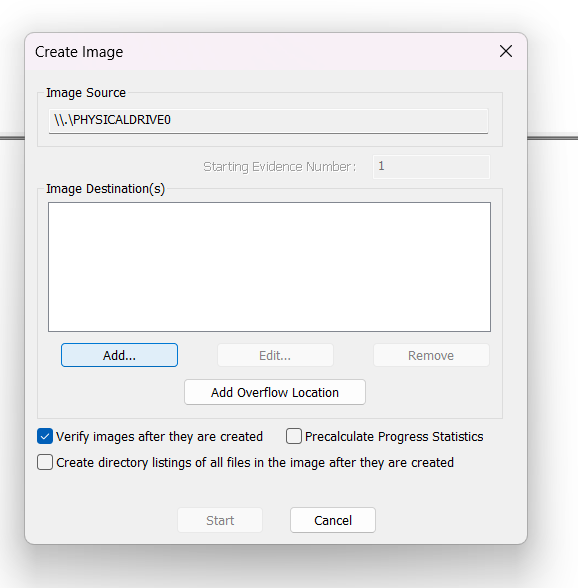 Create Image
Image Source
\\.\PHYSICALDRIVE0
Starting Evidence Number: 1
Image Destination(s)
Add... Edit... Remove
Add Overflow Location
Verify images after they are created Precalculate Progress Statistics
Create directory listings of all files in the image after they are created
Start Cancel